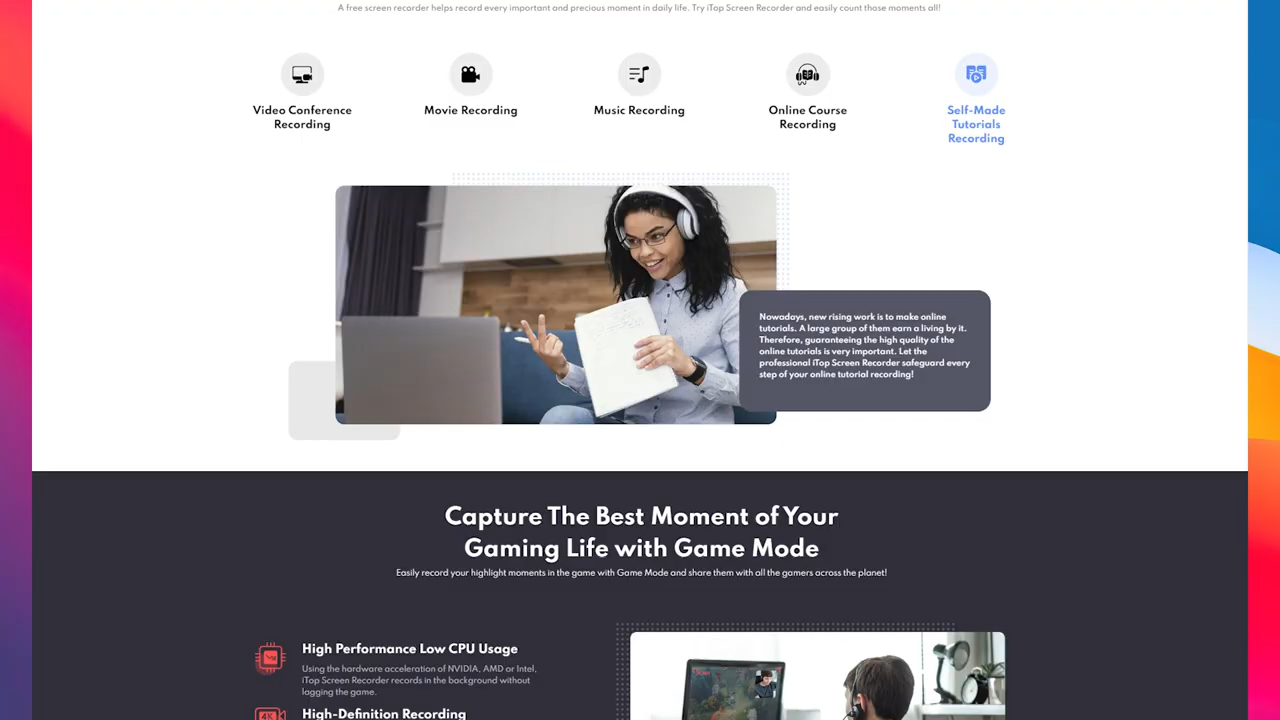 A free screen recorder helps record every important and precious moment in daily life. Try iTop Screen Recorder and easily count those moments all!
Video Conference
Recording
Movie Recording
Music Recording
Online Course
Recording
Self-Made
Tutorials
Recording
Nowadays, new rising work is to make online
tutorials. A large group of them earn a living by it.
Therefore, guaranteeing the high quality of the
online tutorials is very important. Let the
professional iTop Screen Recorder safeguard every
step of your online tutorial recording!
Capture The Best Moment of Your
Gaming Life with Game Mode
Easily record your highlight moments in the game with Game Mode and share them with all the gamers across the planet!
High Performance Low CPU Usage
Using the hardware acceleration of NVIDIA, AMD or Intel,
iTop Screen Recorder records in the background without
lagging the game.
4K
High-Definition Recording